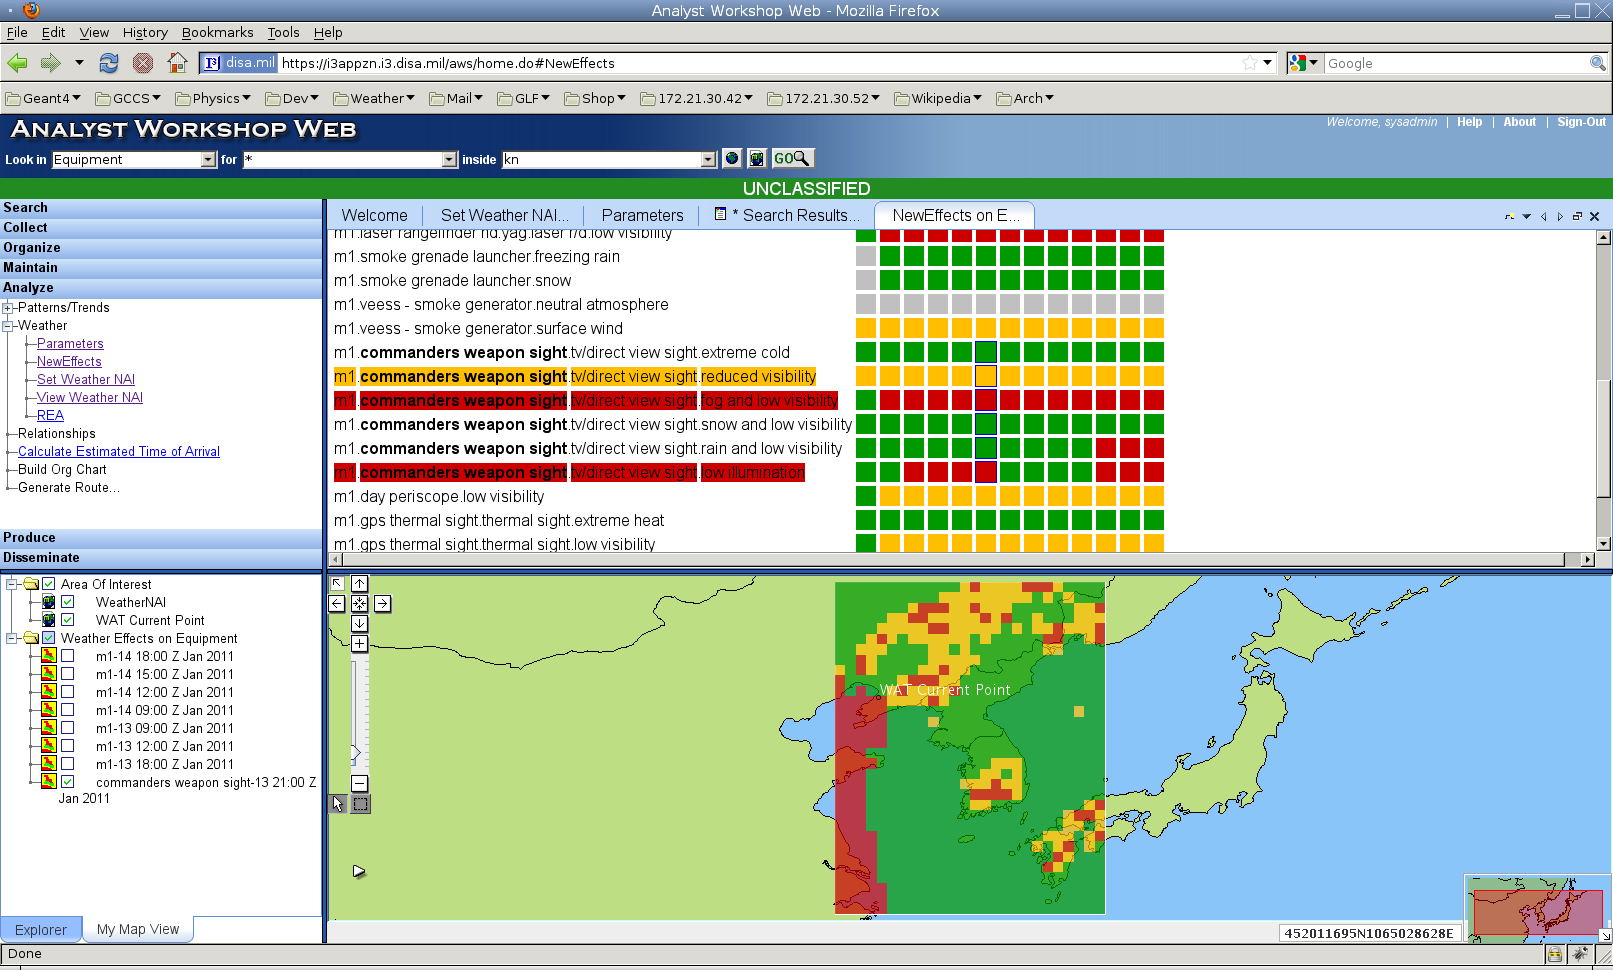 Analyst Workshop Web - Mozilla Firefox
File Edit View History Bookmarks Tools Help
disa.mil https://i3appzn.i3.disa.mil/aws/home.do#NewEffects Google
Geant4 GCCS Physics Dev Weather Mail GLF Shop 172.21.30.42 172.21.30.52 Wikipedia Arch
Analyst Workshop Web
Welcome, sysadmin | Help | About | Sign-Out
Look in Equipment for * inside kn GO
UNCLASSIFIED
Search
Collect
Organize
Maintain
Analyze
Patterns/Trends
Weather
Parameters
NewEffects
Set Weather NAI
View Weather NAI
REA
Relationships
Calculate Estimated Time of Arrival
Build Org Chart
Generate Route...
Produce
Disseminate
Welcome Set Weather NAI... Parameters * Search Results... NewEffects on E...
m1.laser rangefinder nd.yag.laser r/d.low visibility
m1.smoke grenade launcher.freezing rain
m1.smoke grenade launcher.snow
m1.veess - smoke generator.neutral atmosphere
m1.veess - smoke generator.surface wind
m1.commanders weapon sight.tv/direct view sight.extreme cold
m1.commanders weapon sight.tv/direct view sight.reduced visibility
m1.commanders weapon sight.tv/direct view sight.fog and low visibility
m1.commanders weapon sight.tv/direct view sight.snow and low visibility
m1.commanders weapon sight.tv/direct view sight.rain and low visibility
m1.commanders weapon sight.tv/direct view sight.low illumination
m1.day periscope.low visibility
m1.gps thermal sight.thermal sight.extreme heat
m1.gps thermal sight.thermal sight.low visibility
Area Of Interest
WeatherNAI
WAT Current Point
Weather Effects on Equipment
m1-14 18:00 Z Jan 2011
m1-14 15:00 Z Jan 2011
m1-14 12:00 Z Jan 2011
m1-14 09:00 Z Jan 2011
m1-13 09:00 Z Jan 2011
m1-13 12:00 Z Jan 2011
m1-13 18:00 Z Jan 2011
commanders weapon sight-13 21:00 Z
Jan 2011
Explorer My Map View
WAT Current Point
452011695N1065028628E
Done